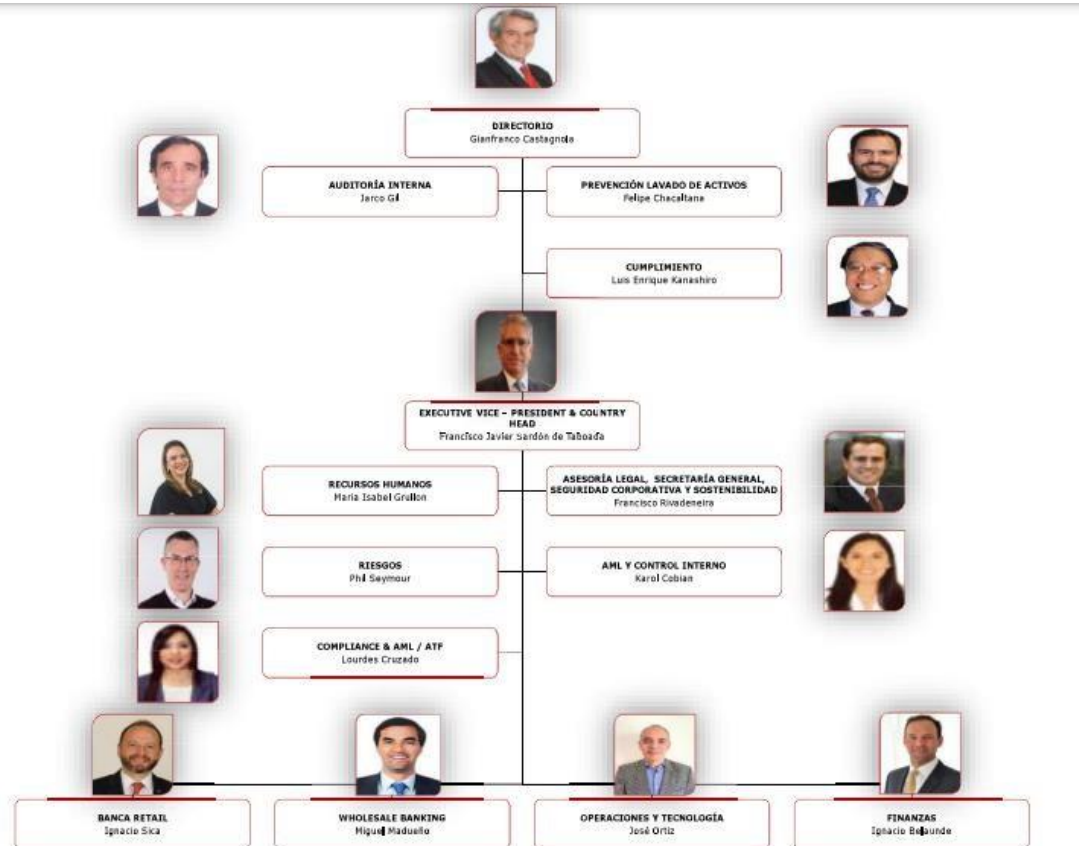 DIRECTORIO
Gianfranco Castagnola
AUDITORÍA INTERNA
Jarco Gil
PREVENCIÓN LAVADO DE ACTIVOS
Felipe Chacaltana
CUMPLIMIENTO
Luis Enrique Kanashiro
EXECUTIVE VICE – PRESIDENT & COUNTRY
HEAD
Francisco Javier Sardón de Taboada
RECURSOS HUMANOS
Maria Isabel Grullon
ASESORÍA LEGAL, SECRETARÍA GENERAL,
SEGURIDAD CORPORATIVA Y SOSTENIBILIDAD
Francisco Rivadeneira
RIESGOS
Phil Seymour
AML Y CONTROL INTERNO
Karol Cobian
COMPLIANCE & AML / ATF
Lourdes Cruzado
BANCA RETAIL
Ignacio Sica
WHOLESALE BANKING
Miguel Madueño
OPERACIONES Y TECNOLOGÍA
José Ortiz
FINANZAS
Ignacio Belaunde